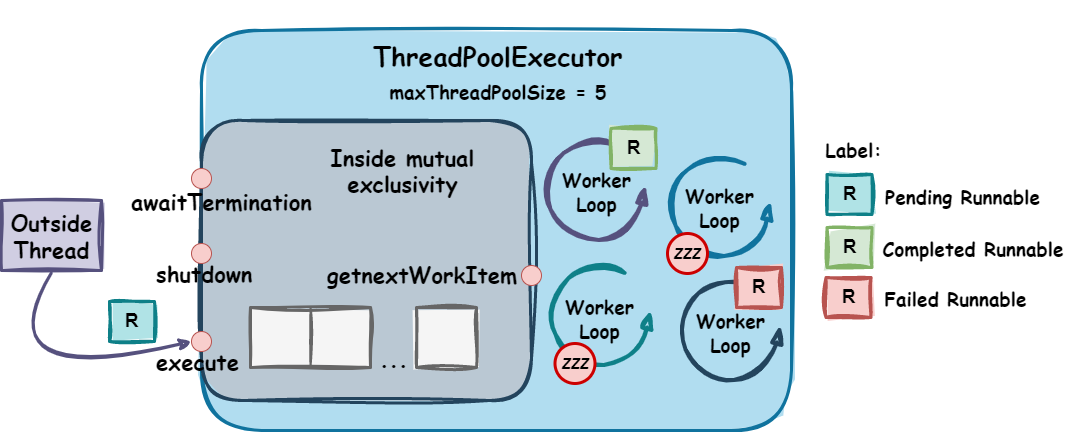 ThreadPoolExecutor
maxThreadPoolSize = 5
Inside mutual
exclusivity
awaitTermination
shutdown
getnextWorkItem
execute
...
Outside
Thread
R
R
Worker
Loop
Worker
Loop
zzz
Worker
Loop
zzz
R
Worker
Loop
Label:
R Pending Runnable
R Completed Runnable
R Failed Runnable